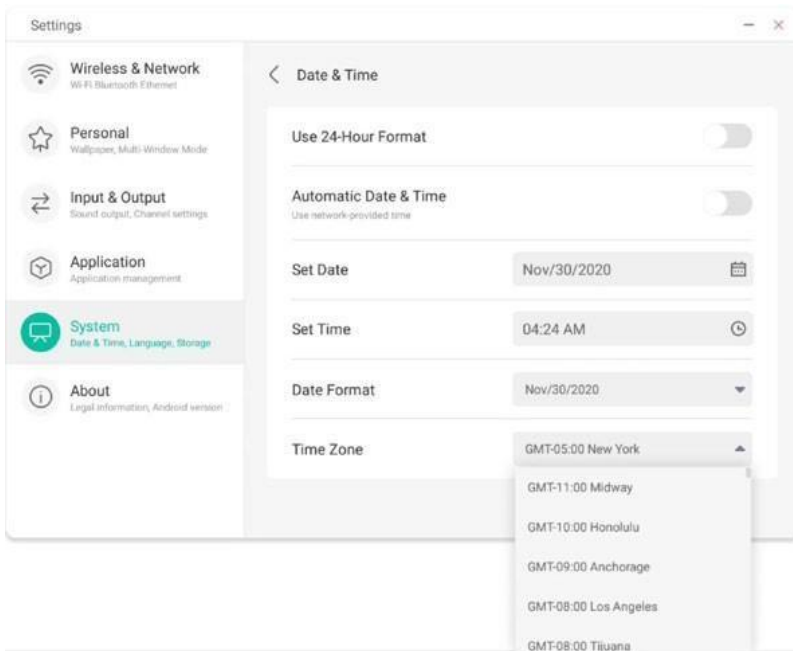 Settings
Wireless & Network
Wi-Fi Bluetooth Ethernet
Personal
Wallpaper, Multi-Window Mode
Input & Output
Sound output, Channel settings
Application
Application management
System
Date & Time, Language, Storage
About
Legal information, Android version
Date & Time
Use 24-Hour Format
Automatic Date & Time
Use network-provided time
Set Date Nov/30/2020
Set Time 04:24 AM
Date Format Nov/30/2020
Time Zone GMT-05:00 New York
GMT-11:00 Midway
GMT-10:00 Honolulu
GMT-09:00 Anchorage
GMT-08:00 Los Angeles
GMT-08:00 Tijuana